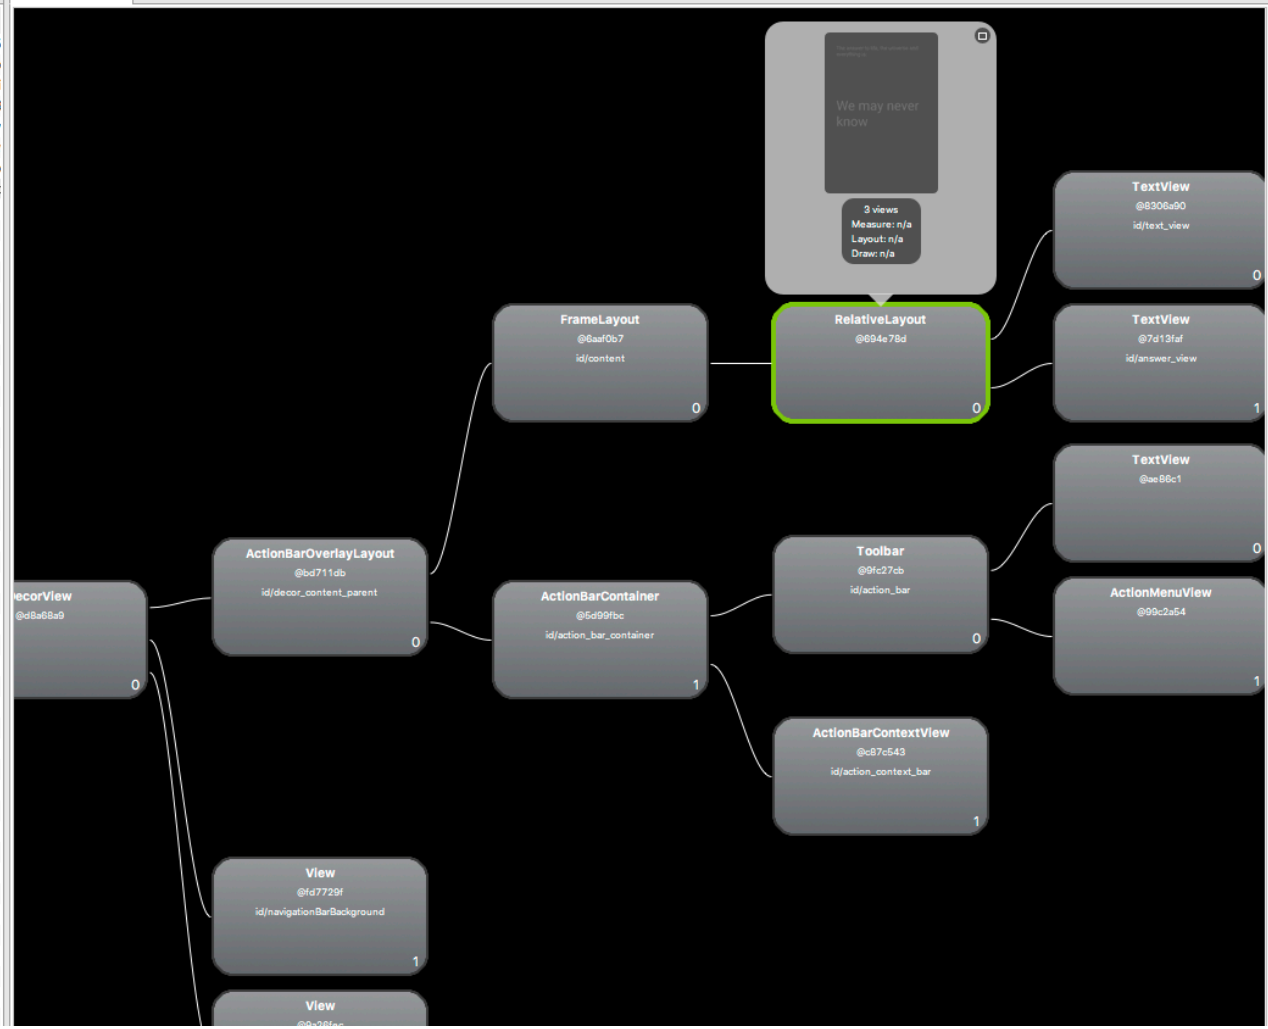 We may never
know
3 views
Measure: n/a
Layout: n/a
Draw: n/a
TextView
@8306a90
id/text_view
0
FrameLayout
@6aaf0b7
id/content
0
RelativeLayout
@694e78d
0
TextView
@7d13faf
id/answer_view
1
TextView
@ae86c1
0
ActionBarOverlayLayout
@bd711db
id/decor_content_parent
0
Toolbar
@9fc27cb
id/action_bar
0
ecorView
@d8a68a9
0
ActionBarContainer
@5d99fbc
id/action_bar_container
1
ActionMenuView
@99c2a54
1
ActionBarContextView
@c87c543
id/action_context_bar
1
View
@fd7729f
id/navigationBarBackground
1
View